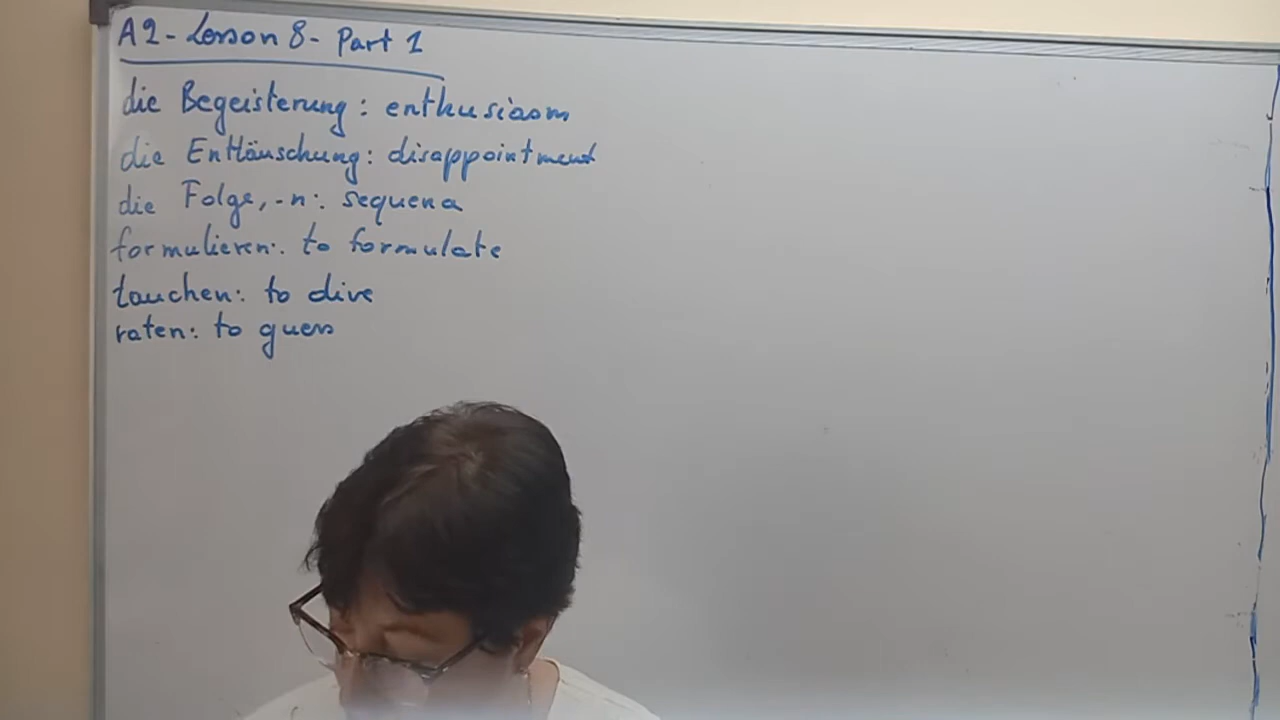 A2 - Lesson 8 - Part 1
die Begeisterung: enthusiasm
die Enttäuschung: disappointment
die Folge, -n: sequence
formulieren: to formulate
tauchen: to dive
raten: to guess